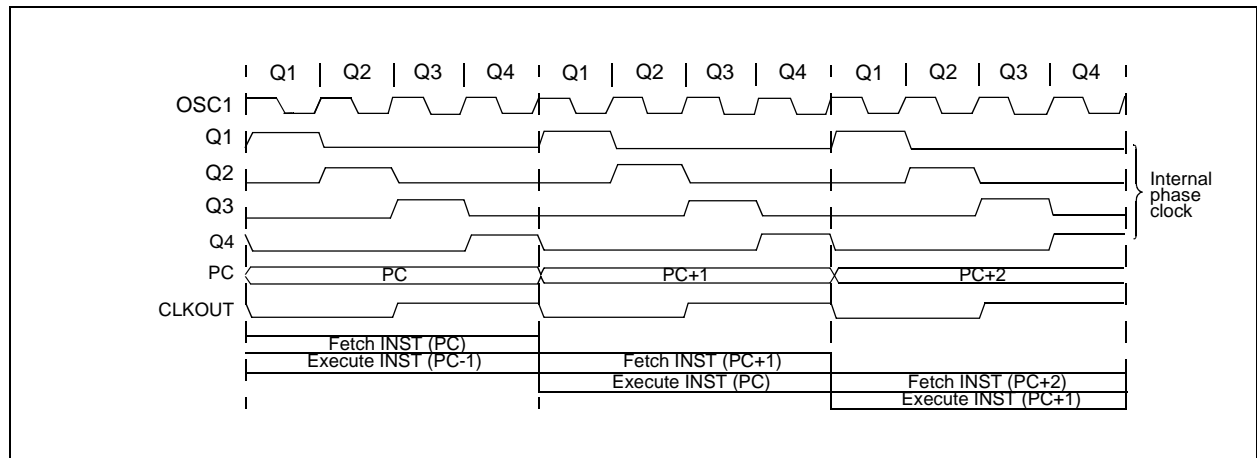 Q1 Q2 Q3 Q4 Q1 Q2 Q3 Q4 Q1 Q2 Q3 Q4
OSC1
Q1
Q2
Q3
Q4
Internal
phase
clock
PC PC PC+1 PC+2
CLKOUT
Fetch INST (PC)
Execute INST (PC-1) Fetch INST (PC+1)
Execute INST (PC) Fetch INST (PC+2)
Execute INST (PC+1)